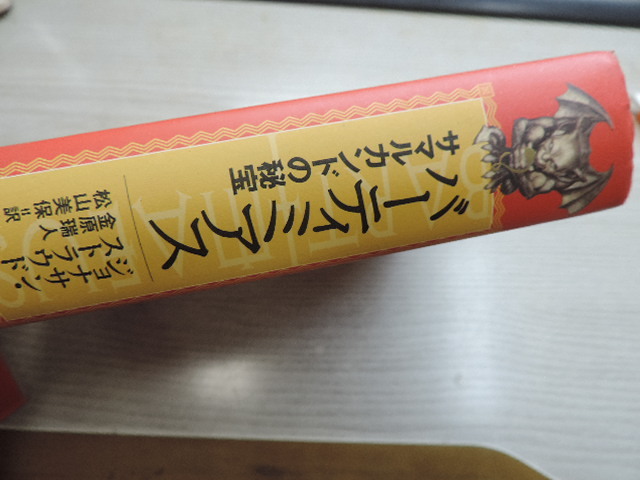 バーティミアス
サマルカンドの秘宝
ジョナサン・
ストラウド
金原瑞人
松山美保=訳